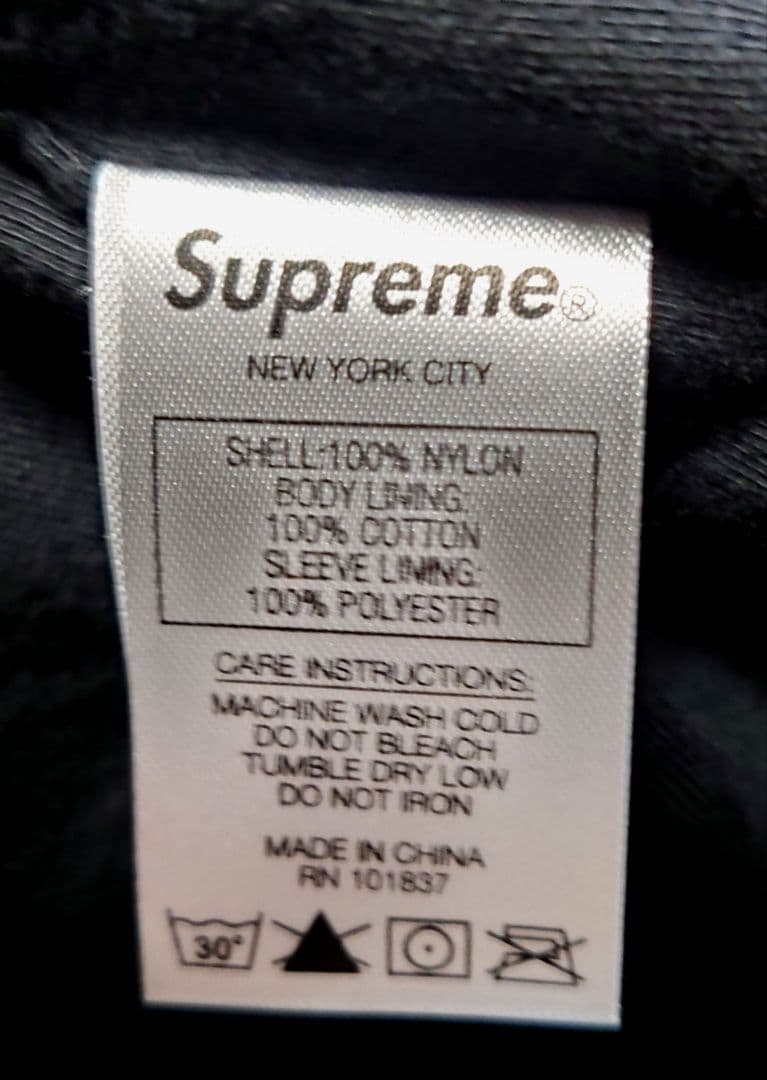 Supreme®
NEW YORK CITY
SHELL:100% NYLON
BODY LINING:
100% COTTON
SLEEVE LINING:
100% POLYESTER
CARE INSTRUCTIONS:
MACHINE WASH COLD
DO NOT BLEACH
TUMBLE DRY LOW
DO NOT IRON
MADE IN CHINA
RN 101837
30°